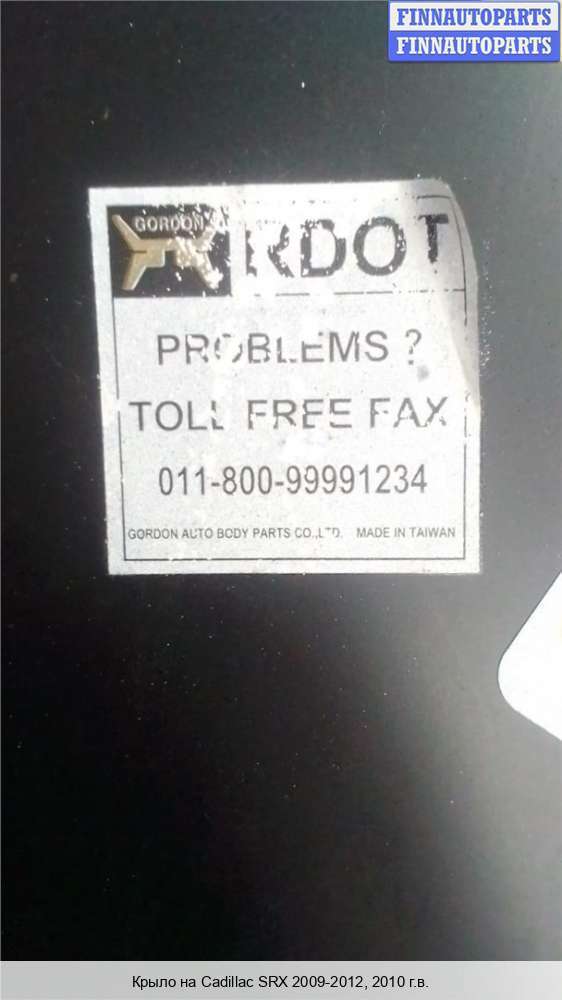 FINNAUTOPARTS
FINNAUTOPARTS
GORDON
RDOT
PROBLEMS ?
TOLL FREE FAX
011-800-99991234
GORDON AUTO BODY PARTS CO.,LTD. MADE IN TAIWAN
Крыло на Cadillac SRX 2009-2012, 2010 г.в.